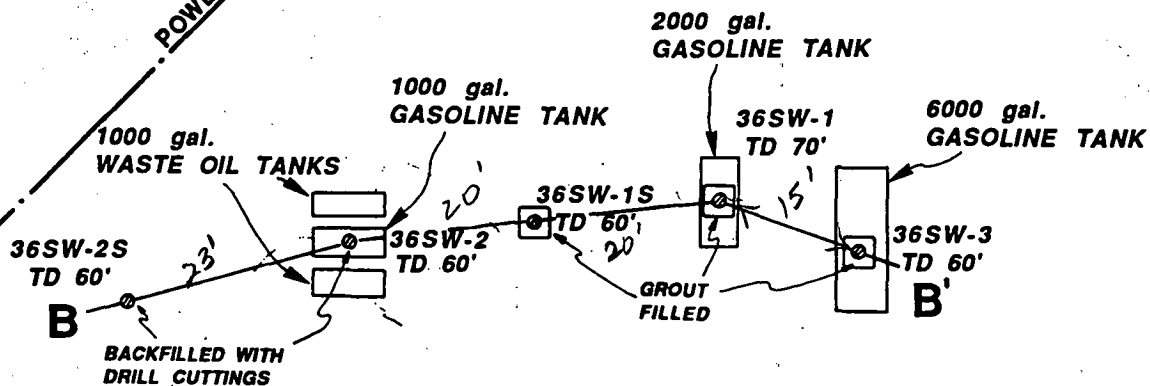 POWE
2000 gal.
GASOLINE TANK
1000 gal.
GASOLINE TANK
36SW-1
TD 70'
6000 gal.
GASOLINE TANK
1000 gal.
WASTE OIL TANKS
20'
36SW-1S
TD 60'
20'
15'
36SW-2S
TD 60'
23'
36SW-2
TD 60'
36SW-3
TD 60'
B
B'
GROUT
FILLED
BACKFILLED WITH
DRILL CUTTINGS